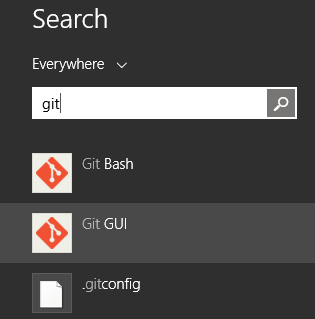 Search
Everywhere
git
Git Bash
Git GUI
.gitconfig